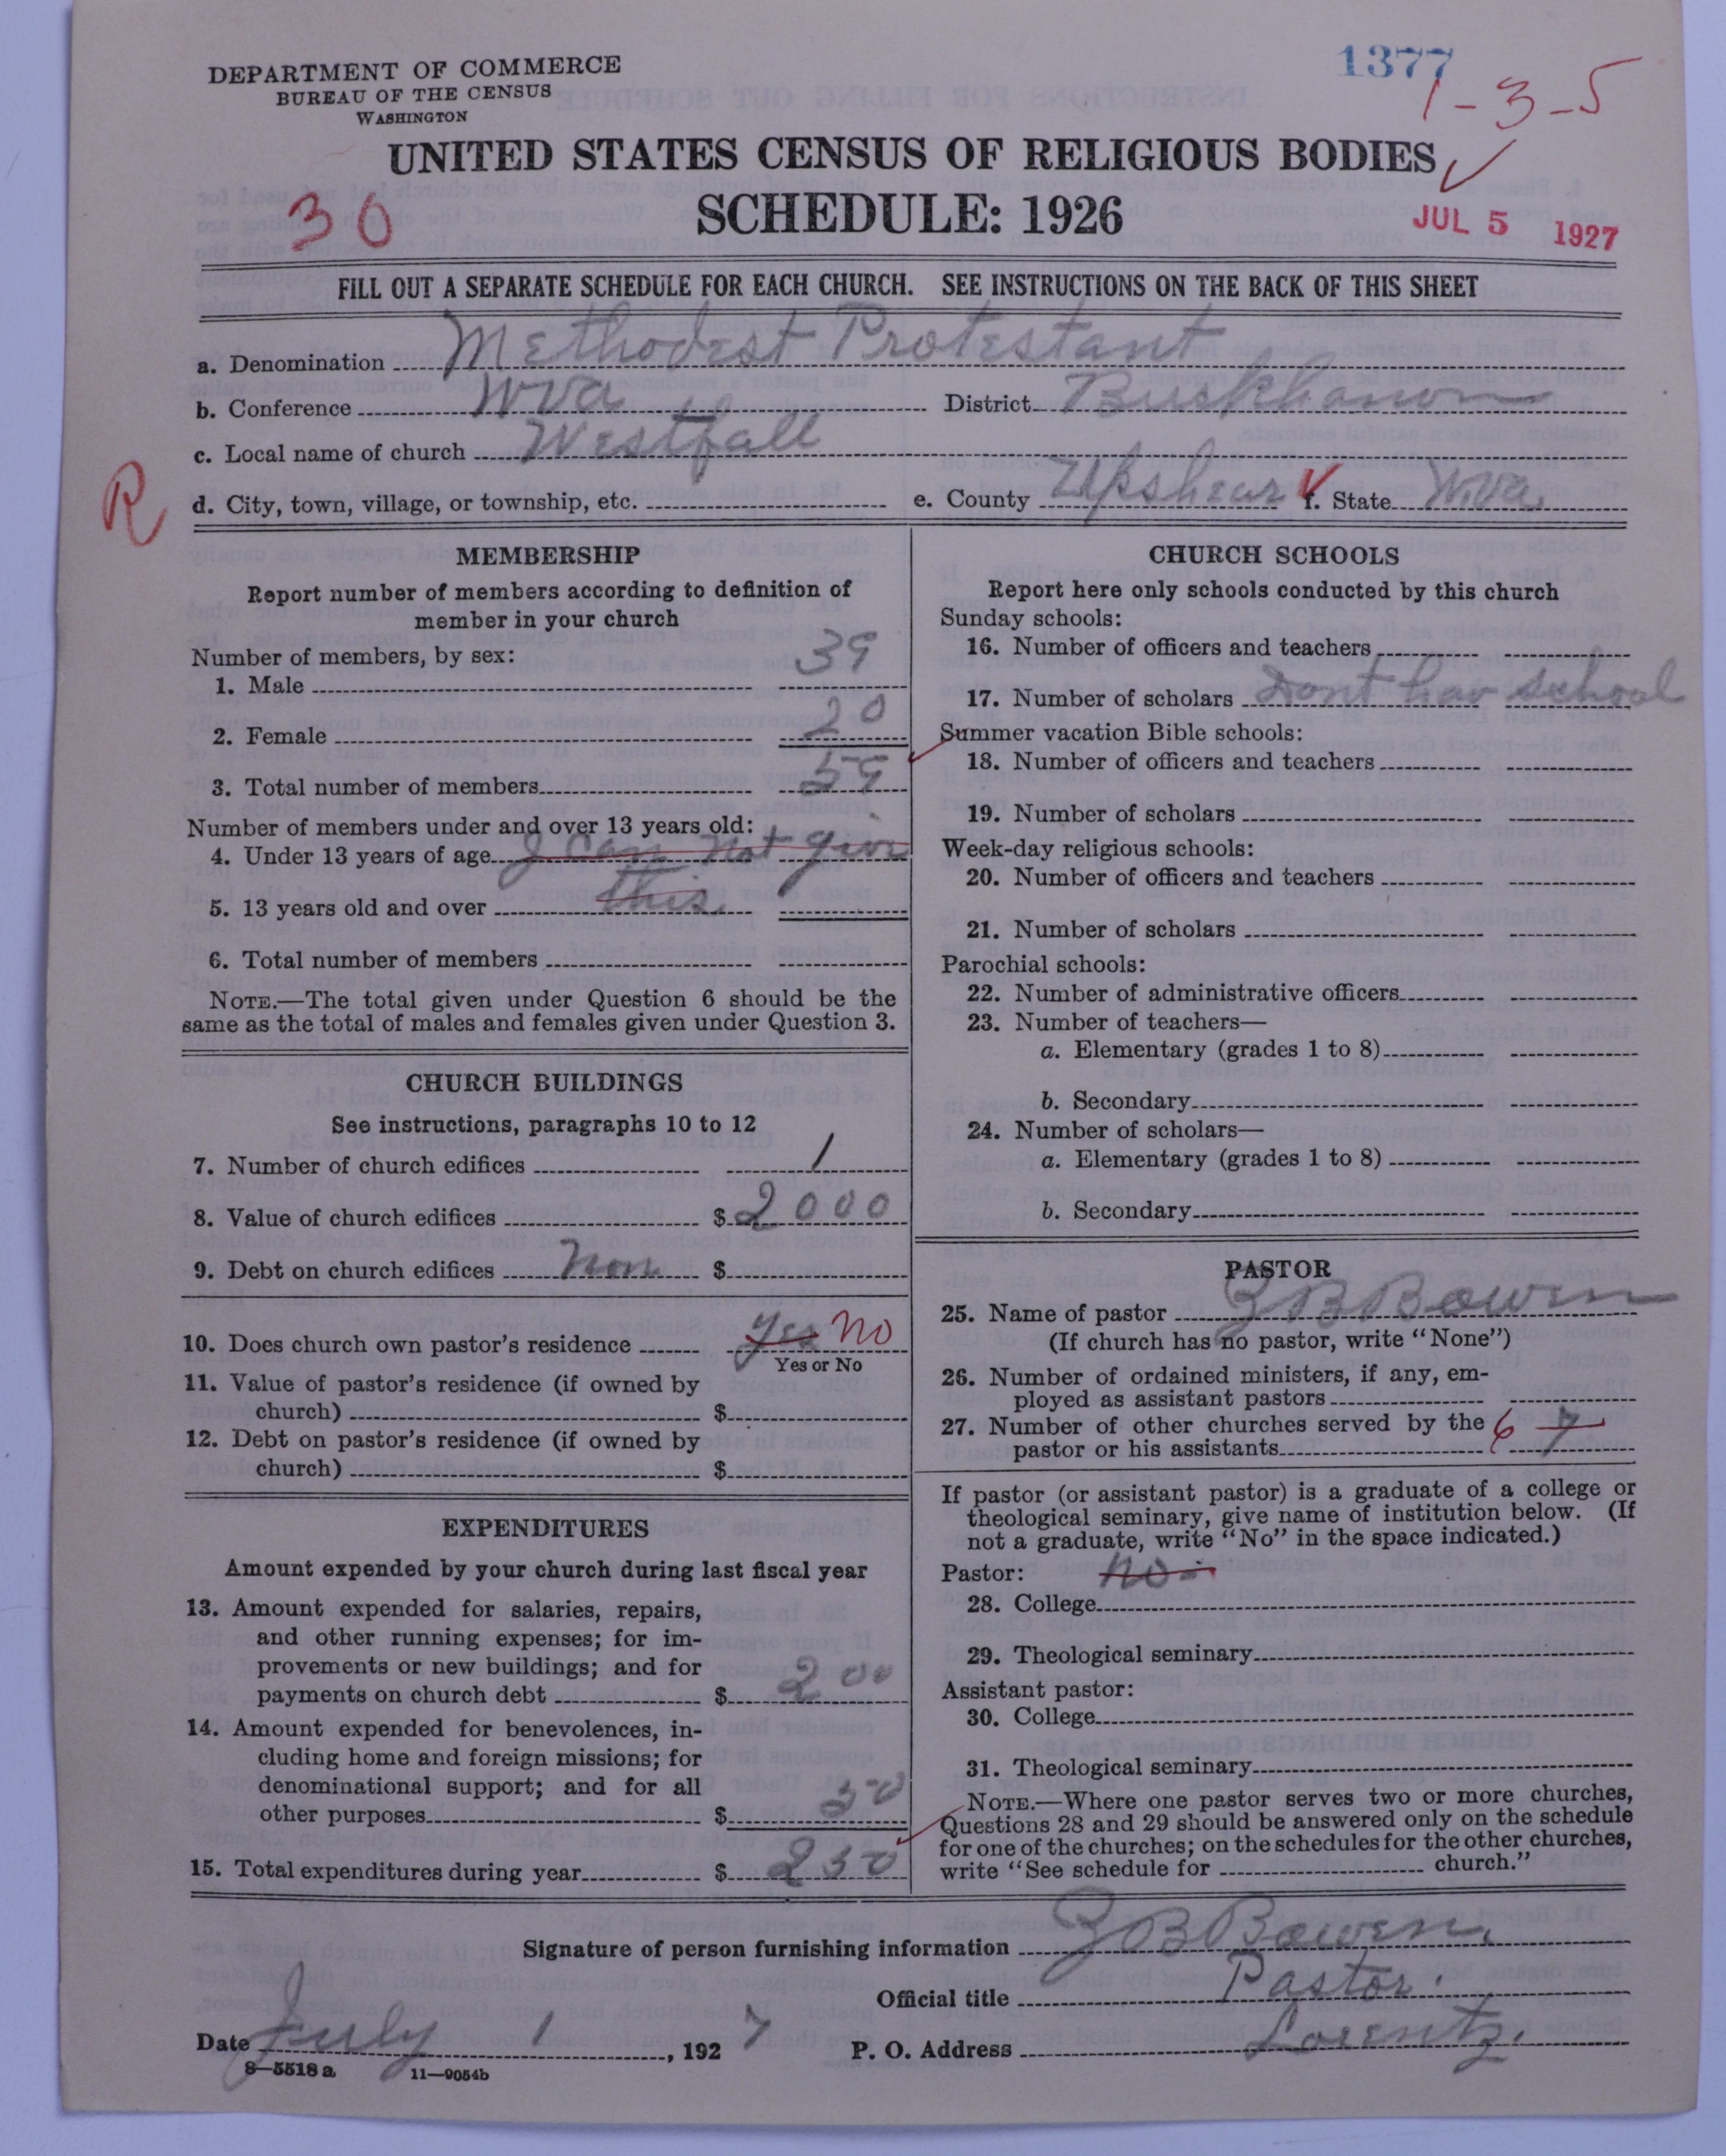 1377
1-3-5
DEPARTMENT OF COMMERCE
BUREAU OF THE CENSUS
WASHINGTON
UNITED STATES CENSUS OF RELIGIOUS BODIES
SCHEDULE: 1926
30
JUL 5 1927
FILL OUT A SEPARATE SCHEDULE FOR EACH CHURCH. SEE INSTRUCTIONS ON THE BACK OF THIS SHEET
a. Denomination Methodest Protestant
b. Conference W Va District Buckhanon
c. Local name of church Westfall
R
d. City, town, village, or township, etc. e. County Upshear f. State W.Va.
MEMBERSHIP
Report number of members according to definition of
member in your church
Number of members, by sex:
1. Male 39
2. Female 20
3. Total number of members 59
Number of members under and over 13 years old:
4. Under 13 years of age I can not give
5. 13 years old and over this
6. Total number of members
NOTE.—The total given under Question 6 should be the
same as the total of males and females given under Question 3.
CHURCH BUILDINGS
See instructions, paragraphs 10 to 12
7. Number of church edifices 1
8. Value of church edifices $ 2000
9. Debt on church edifices Non $
10. Does church own pastor's residence Yes No
Yes or No
11. Value of pastor's residence (if owned by
church) $
12. Debt on pastor's residence (if owned by
church) $
EXPENDITURES
Amount expended by your church during last fiscal year
13. Amount expended for salaries, repairs,
and other running expenses; for im-
provements or new buildings; and for
payments on church debt $ 200
14. Amount expended for benevolences, in-
cluding home and foreign missions; for
denominational support; and for all
other purposes $ 30
15. Total expenditures during year $ 230
CHURCH SCHOOLS
Report here only schools conducted by this church
Sunday schools:
16. Number of officers and teachers
17. Number of scholars Dont hav school
Summer vacation Bible schools:
18. Number of officers and teachers
19. Number of scholars
Week-day religious schools:
20. Number of officers and teachers
21. Number of scholars
Parochial schools:
22. Number of administrative officers
23. Number of teachers—
a. Elementary (grades 1 to 8)
b. Secondary
24. Number of scholars—
a. Elementary (grades 1 to 8)
b. Secondary
PASTOR
25. Name of pastor Z B Bowen
(If church has no pastor, write "None")
26. Number of ordained ministers, if any, em-
ployed as assistant pastors
27. Number of other churches served by the 6 7
pastor or his assistants
If pastor (or assistant pastor) is a graduate of a college or
theological seminary, give name of institution below. (If
not a graduate, write "No" in the space indicated.)
Pastor: no
28. College
29. Theological seminary
Assistant pastor:
30. College
31. Theological seminary
NOTE.—Where one pastor serves two or more churches,
Questions 28 and 29 should be answered only on the schedule
for one of the churches; on the schedules for the other churches,
write "See schedule for church."
Signature of person furnishing information Z B Bowen.
Official title Pastor.
Date July 1, 1927 P. O. Address Lorentz.
8—5518 a 11—9054b